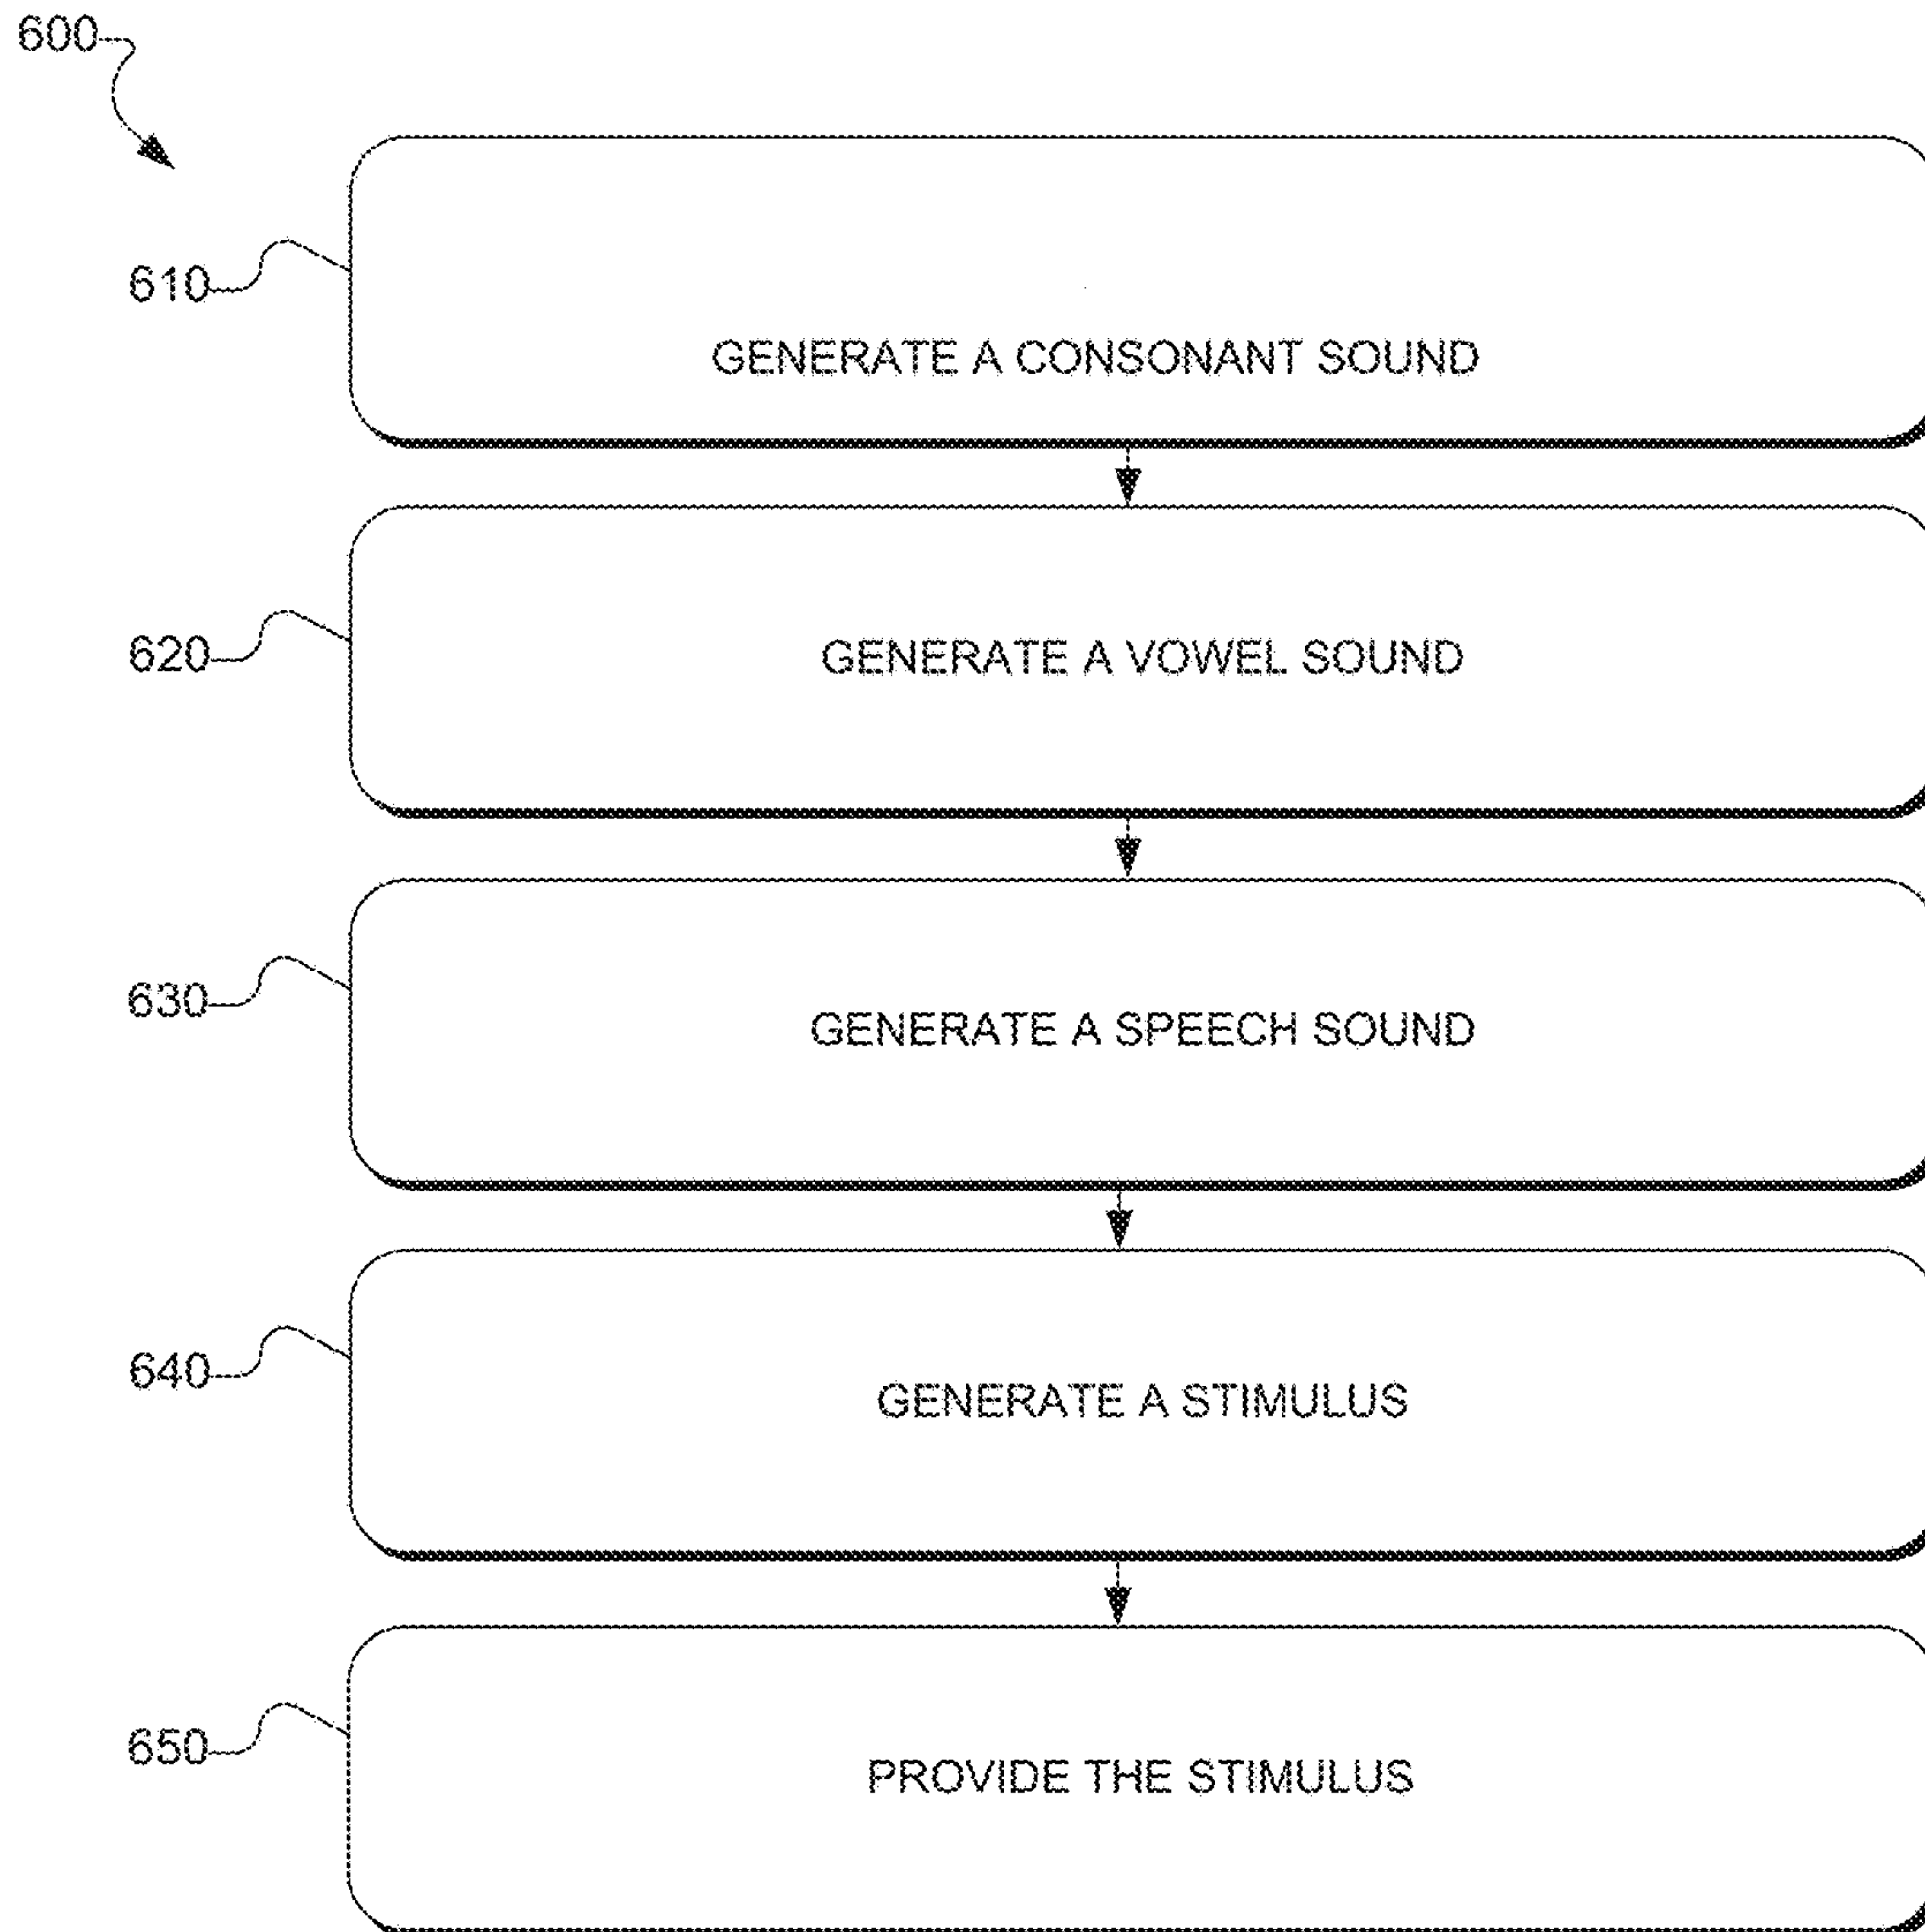 600
610
GENERATE A CONSONANT SOUND
620
GENERATE A VOWEL SOUND
630
GENERATE A SPEECH SOUND
640
GENERATE A STIMULUS
650
PROVIDE THE STIMULUS